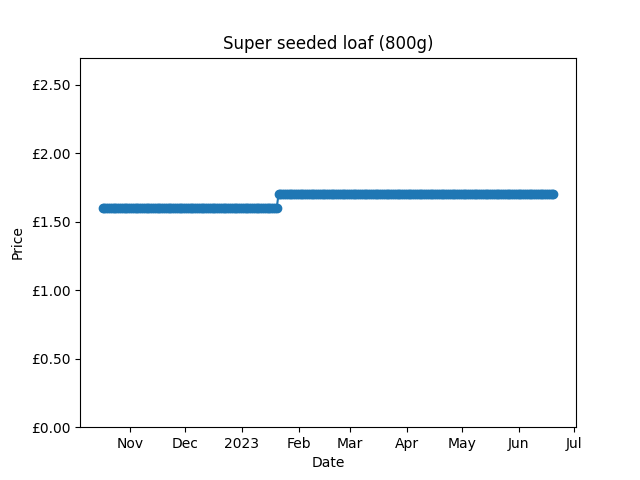 Super seeded loaf (800g)
£2.50
£2.00
£1.50
£1.00
£0.50
£0.00
Price
Nov Dec 2023 Feb Mar Apr May Jun Jul
Date